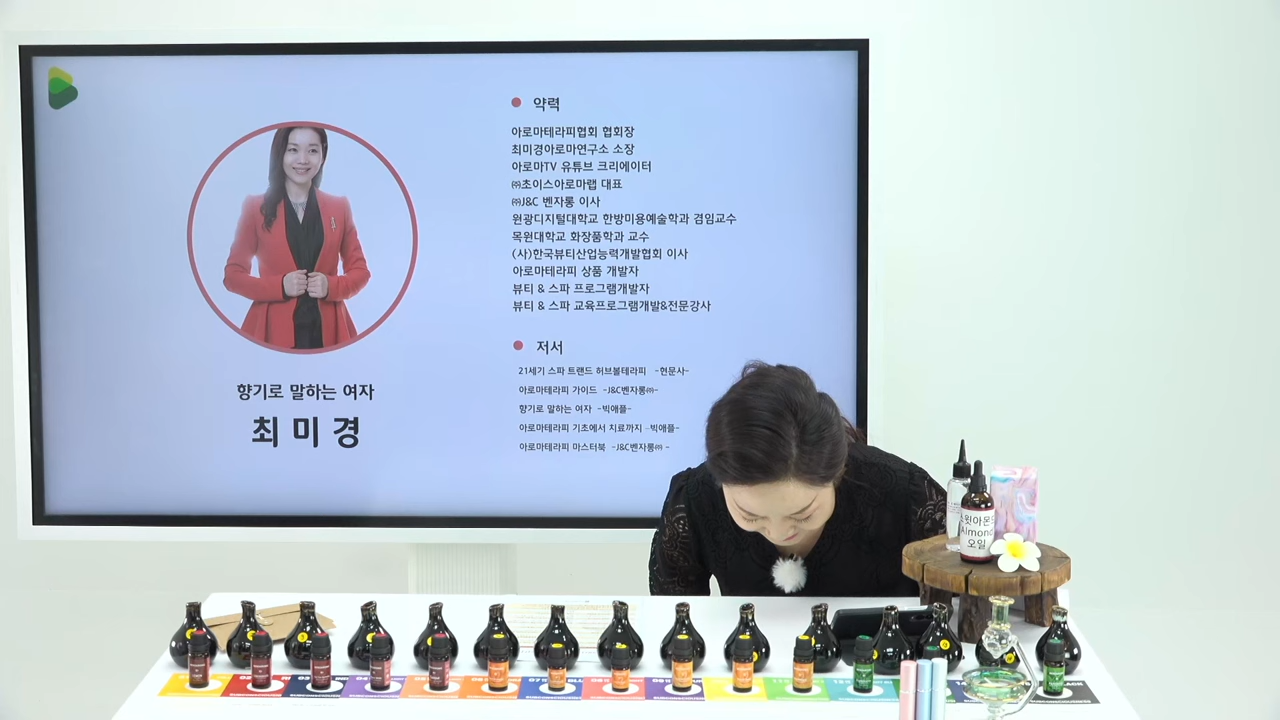 약력
아로마테라피협회 협회장
최미경아로마연구소 소장
아로마TV 유튜브 크리에이터
㈜초이스아로마랩 대표
㈜J&C 벤자롱 이사
원광디지털대학교 한방미용예술학과 겸임교수
목원대학교 화장품학과 교수
(사)한국뷰티산업능력개발협회 이사
아로마테라피 상품 개발자
뷰티 & 스파 프로그램개발자
뷰티 & 스파 교육프로그램개발&전문강사
저서
21세기 스파 트랜드 허브볼테라피 -현문사-
아로마테라피 가이드 -J&C벤자롱㈜-
향기로 말하는 여자 -빅애플-
아로마테라피 기초에서 치료까지 -빅애플-
아로마테라피 마스터북 -J&C벤자롱㈜ -
향기로 말하는 여자
최미경
스윗아몬드
Almond
오일